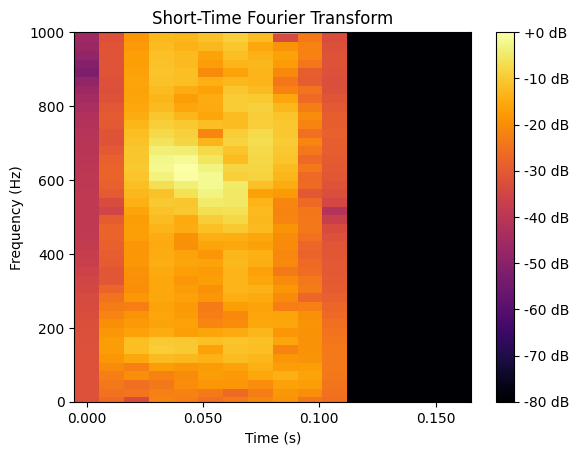 Short-Time Fourier Transform
1000
800
600
400
200
0
Frequency (Hz)
0.000
0.050
0.100
0.150
Time (s)
+0 dB
-10 dB
-20 dB
-30 dB
-40 dB
-50 dB
-60 dB
-70 dB
-80 dB